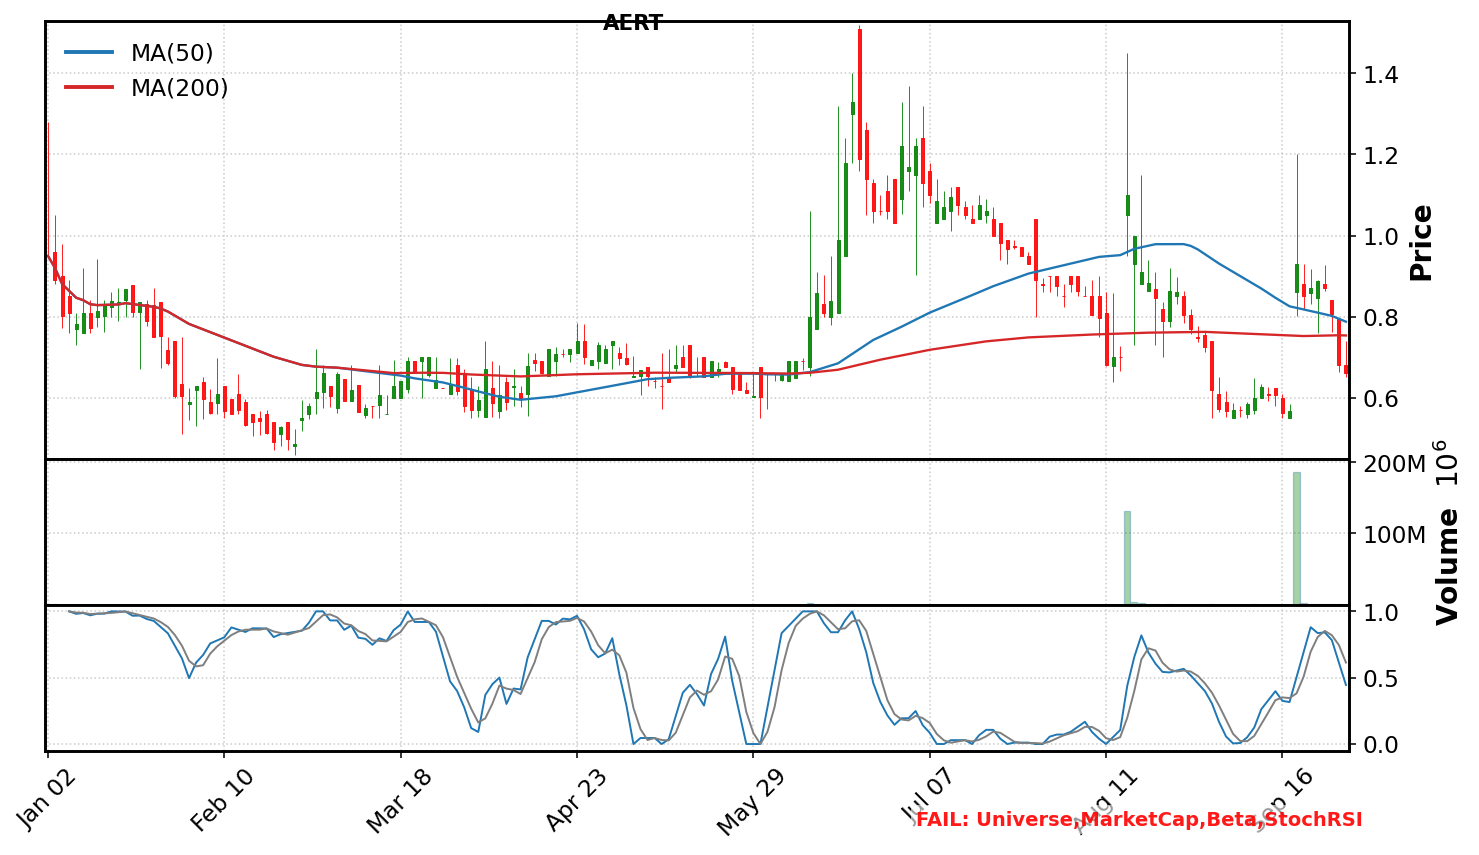 AERT
MA(50)
MA(200)
1.4
1.2
1.0
0.8
0.6
Price
200M
100M
Volume 10^6
1.0
0.5
0.0
Jan 02
Feb 10
Mar 18
Apr 23
May 29
Jul 07
Aug 11
Sep 16
FAIL: Universe,MarketCap,Beta,StochRSI